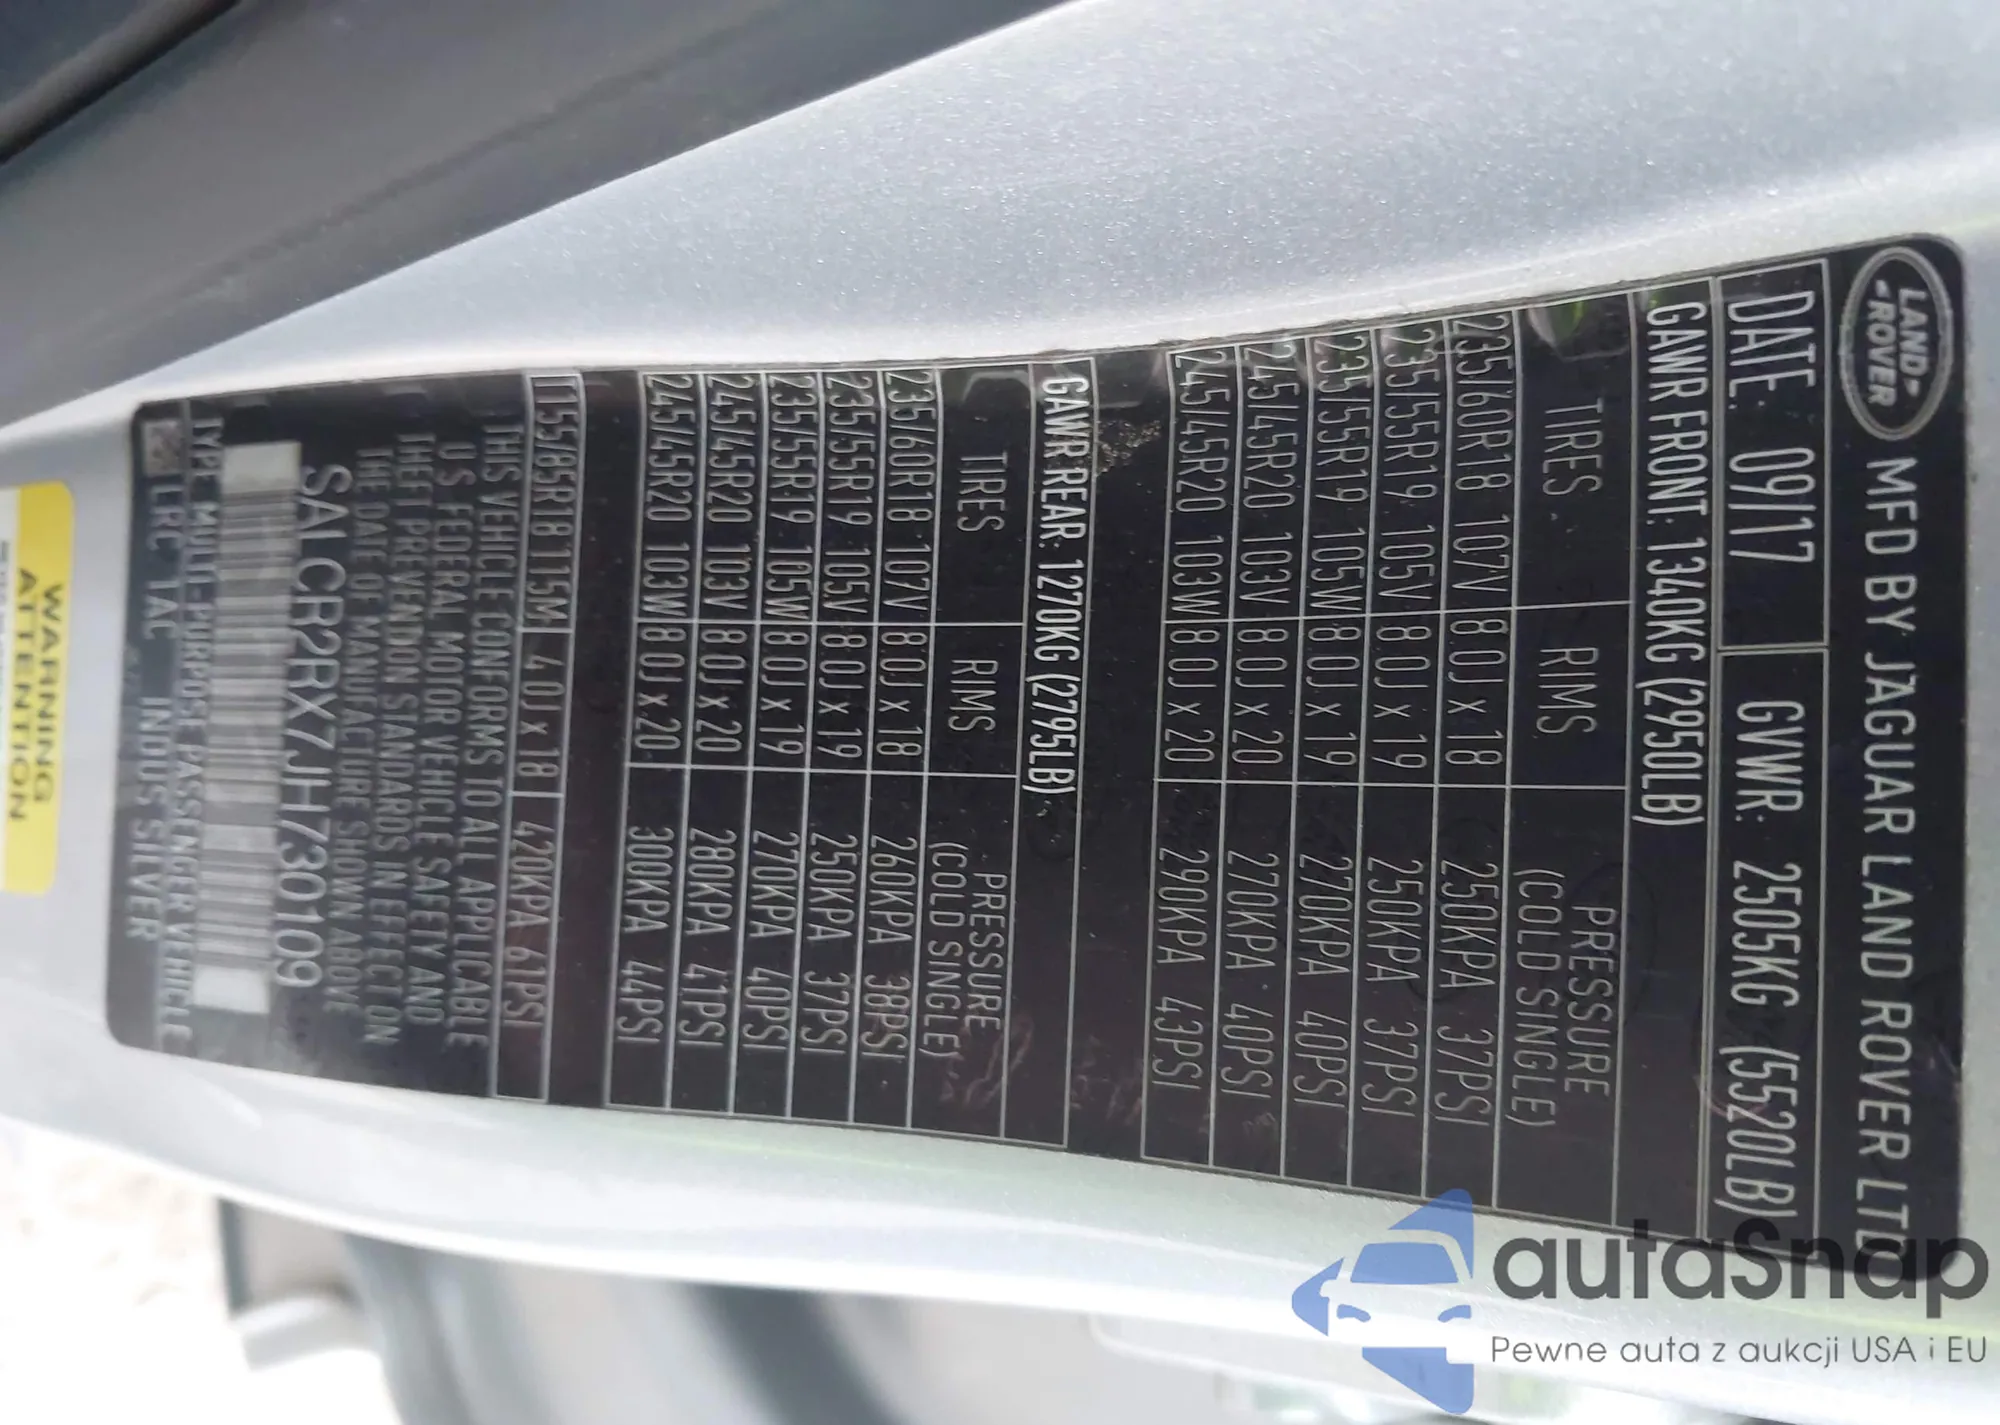 LAND
ROVER
MFD BY JAGUAR LAND ROVER LTD
DATE: 09/17 GVWR: 2505KG (5520LB)
GAWR FRONT: 1340KG (2950LB)
TIRES RIMS PRESSURE
(COLD SINGLE)
235/60R18 107V 8.0J x 18 250KPA 37PSI
235/55R19 105V 8.0J x 19 250KPA 37PSI
235/55R19 105W 8.0J x 19 270KPA 40PSI
245/45R20 103V 8.0J x 20 270KPA 40PSI
245/45R20 103W 8.0J x 20 290KPA 43PSI
GAWR REAR: 1270KG (2795LB)
TIRES RIMS PRESSURE
(COLD SINGLE)
235/60R18 107V 8.0J x 18 260KPA 38PSI
235/55R19 105V 8.0J x 19 250KPA 37PSI
235/55R19 105W 8.0J x 19 270KPA 40PSI
245/45R20 103V 8.0J x 20 280KPA 41PSI
245/45R20 103W 8.0J x 20 300KPA 44PSI
T155/85R18 115M 4.0J x 18 420KPA 61PSI
THIS VEHICLE CONFORMS TO ALL APPLICABLE
U.S. FEDERAL MOTOR VEHICLE SAFETY AND
THEFT PREVENTION STANDARDS IN EFFECT ON
THE DATE OF MANUFACTURE SHOWN ABOVE
SALCR2RX7JH730109
TYPE: MULTI-PURPOSE PASSENGER VEHICLE
LRC 1AC INDUS SILVER
WARNING
ATTENTION
autaSnap
Pewne auta z aukcji USA i EU